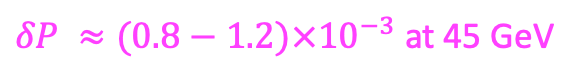 δP ≈ (0.8 − 1.2)×10⁻³ at 45 GeV